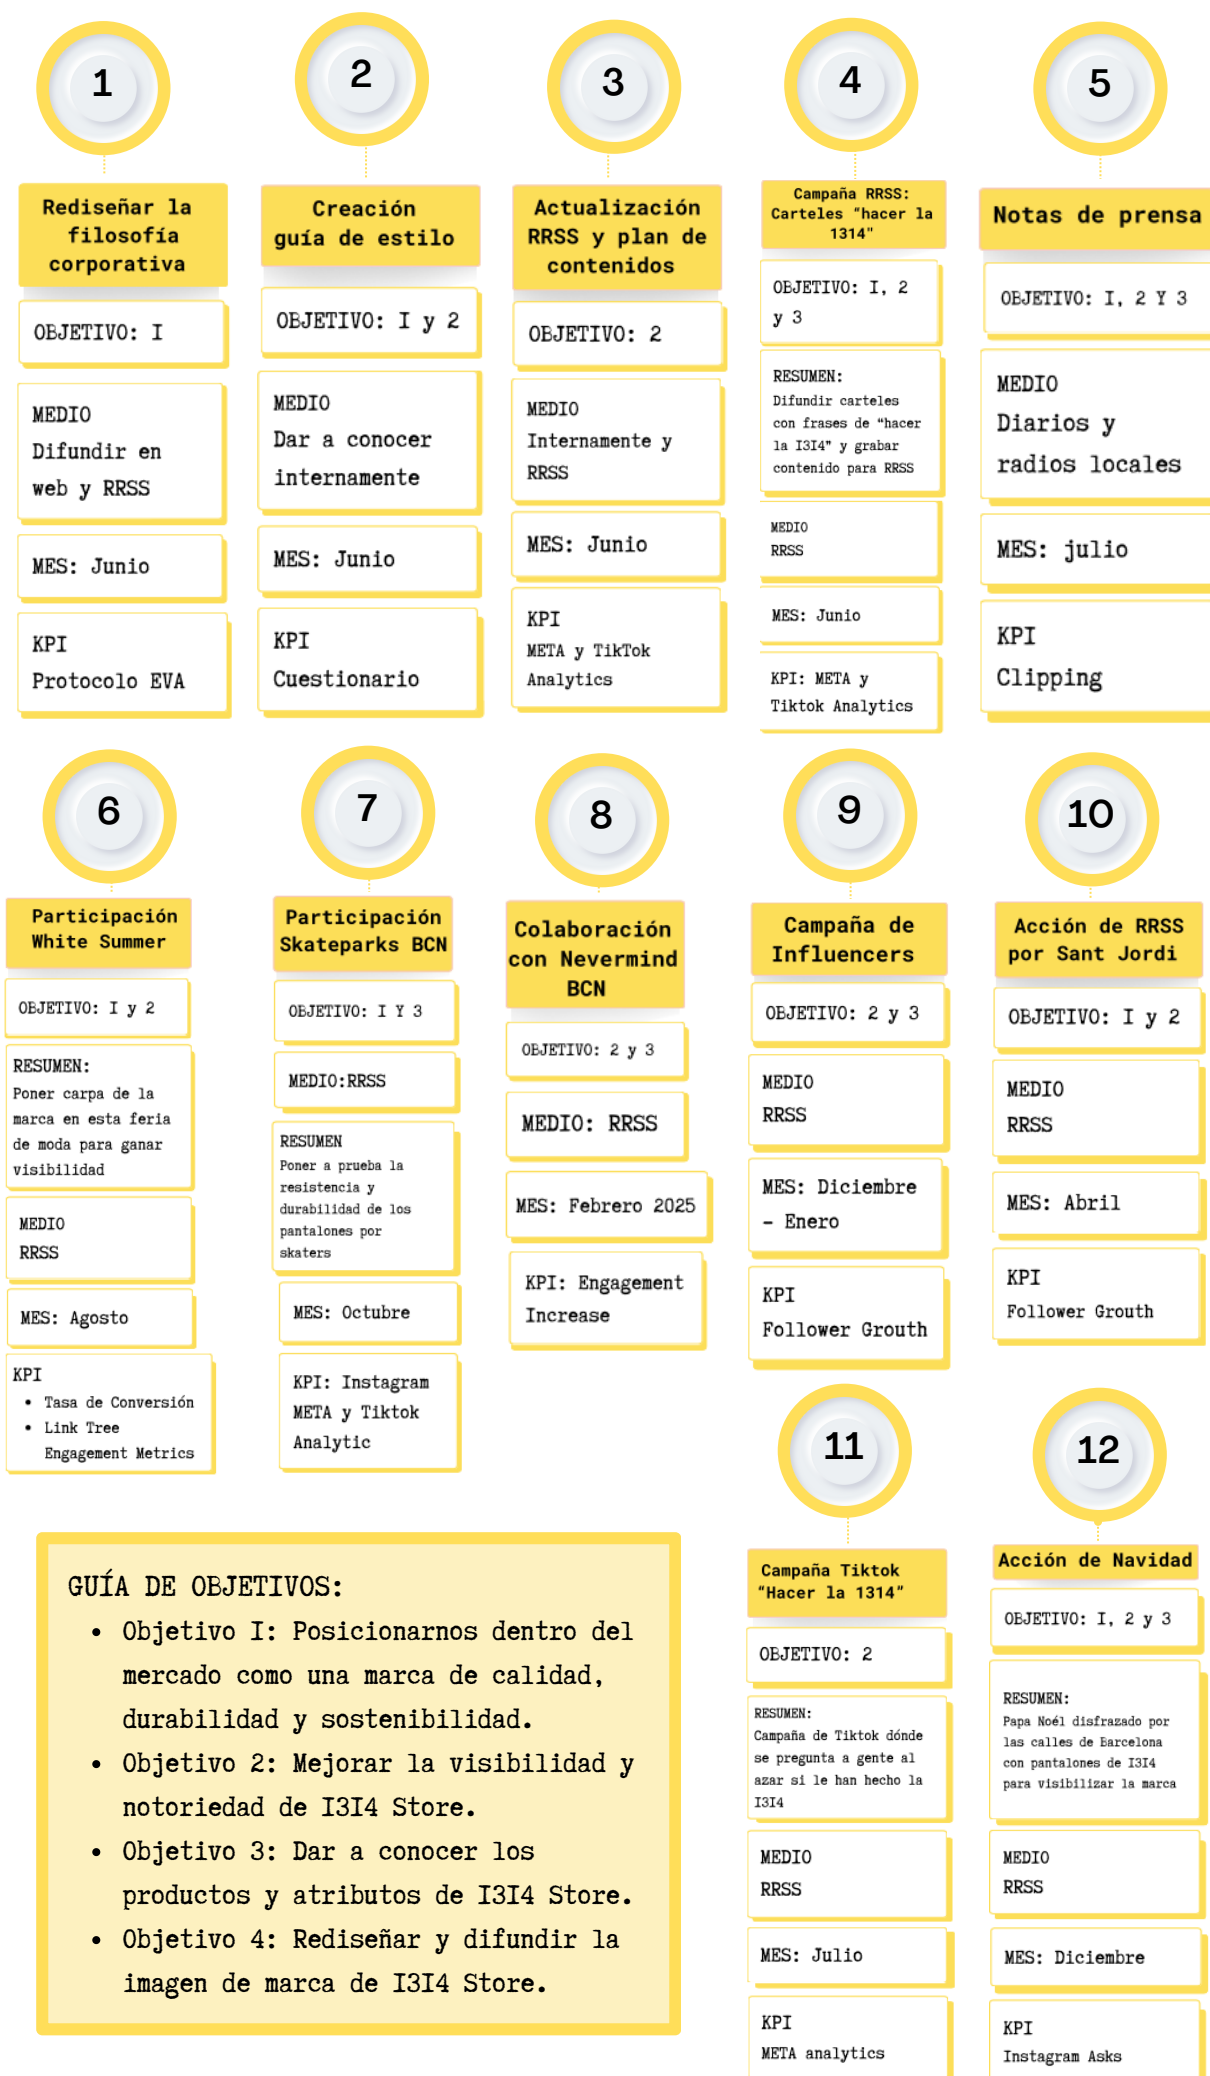 1
Rediseñar la
filosofía
corporativa
OBJETIVO: I
MEDIO
Difundir en
web y RRSS
MES: Junio
KPI
Protocolo EVA
2
Creación
guía de estilo
OBJETIVO: I y 2
MEDIO
Dar a conocer
internamente
MES: Junio
KPI
Cuestionario
3
Actualización
RRSS y plan de
contenidos
OBJETIVO: 2
MEDIO
Internamente y
RRSS
MES: Junio
KPI
META y TikTok
Analytics
4
Campaña RRSS:
Carteles “hacer la
1314"
OBJETIVO: I, 2
y 3
RESUMEN:
Difundir carteles
con frases de “hacer
la I3I4” y grabar
contenido para RRSS
MEDIO
RRSS
MES: Junio
KPI: META y
Tiktok Analytics
5
Notas de prensa
OBJETIVO: I, 2 Y 3
MEDIO
Diarios y
radios locales
MES: julio
KPI
Clipping
6
Participación
White Summer
OBJETIVO: I y 2
RESUMEN:
Poner carpa de la
marca en esta feria
de moda para ganar
visibilidad
MEDIO
RRSS
MES: Agosto
KPI
• Tasa de Conversión
• Link Tree
Engagement Metrics
7
Participación
Skateparks BCN
OBJETIVO: I Y 3
MEDIO:RRSS
RESUMEN
Poner a prueba la
resistencia y
durabilidad de los
pantalones por
skaters
MES: Octubre
KPI: Instagram
META y Tiktok
Analytic
8
Colaboración
con Nevermind
BCN
OBJETIVO: 2 y 3
MEDIO: RRSS
MES: Febrero 2025
KPI: Engagement
Increase
9
Campaña de
Influencers
OBJETIVO: 2 y 3
MEDIO
RRSS
MES: Diciembre
– Enero
KPI
Follower Grouth
10
Acción de RRSS
por Sant Jordi
OBJETIVO: I y 2
MEDIO
RRSS
MES: Abril
KPI
Follower Grouth
11
Campaña Tiktok
“Hacer la 1314”
OBJETIVO: 2
RESUMEN:
Campaña de Tiktok dónde
se pregunta a gente al
azar si le han hecho la
I3I4
MEDIO
RRSS
MES: Julio
KPI
META analytics
12
Acción de Navidad
OBJETIVO: I, 2 y 3
RESUMEN:
Papa Noél disfrazado por
las calles de Barcelona
con pantalones de I3I4
para visibilizar la marca
MEDIO
RRSS
MES: Diciembre
KPI
Instagram Asks
GUÍA DE OBJETIVOS:
• Objetivo I: Posicionarnos dentro del
mercado como una marca de calidad,
durabilidad y sostenibilidad.
• Objetivo 2: Mejorar la visibilidad y
notoriedad de I3I4 Store.
• Objetivo 3: Dar a conocer los
productos y atributos de I3I4 Store.
• Objetivo 4: Rediseñar y difundir la
imagen de marca de I3I4 Store.